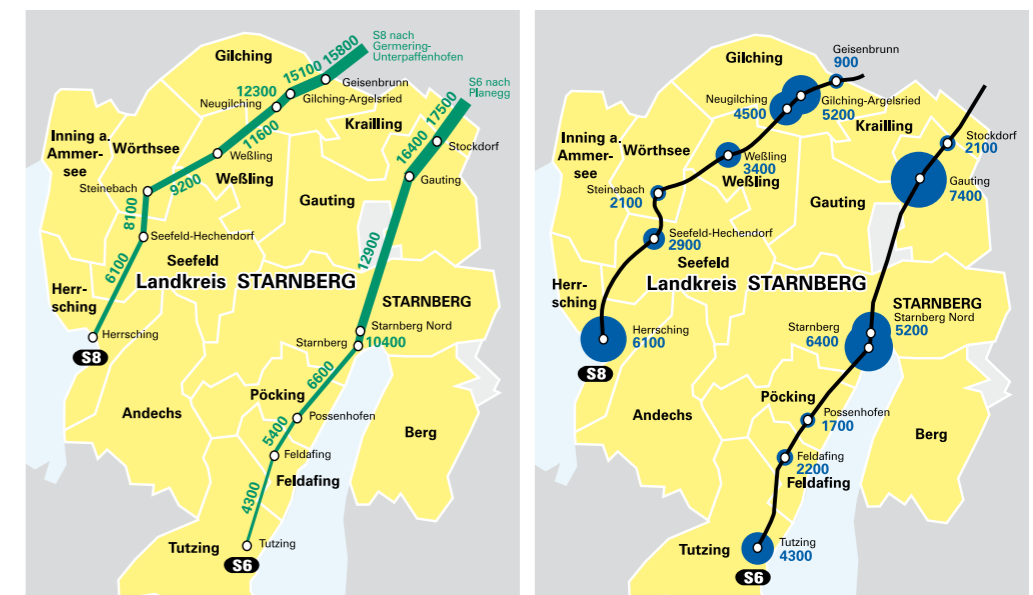 S8 nach
Germering-
Unterpaffenhofen
15800
15100
Gilching
Geisenbrunn
12300
Gilching-Argelsried
Neugilching
S6 nach
Planegg
17500
Krailling
11600
16400
Stockdorf
Inning a.
Ammer-
see
Wörthsee
Weßling
Weßling
Gauting
Steinebach
9200
Gauting
8100
Seefeld-Hechendorf
12900
Seefeld
6100
Landkreis STARNBERG
Herr-
sching
STARNBERG
Herrsching
Starnberg Nord
S8
Starnberg
10400
6600
Pöcking
Andechs
Possenhofen
5400
Berg
Feldafing
Feldafing
4300
Tutzing
Tutzing
S6
Geisenbrunn
900
Gilching
Neugilching
4500
Gilching-Argelsried
5200
Krailling
Inning a.
Ammer-
see
Wörthsee
Stockdorf
2100
Weßling
3400
Weßling
Gauting
7400
Steinebach
2100
Gauting
Seefeld-Hechendorf
2900
Seefeld
Landkreis STARNBERG
Herr-
sching
STARNBERG
Starnberg Nord
5200
Herrsching
6100
Starnberg
6400
S8
Pöcking
Andechs
Possenhofen
1700
Berg
Feldafing
2200
Feldafing
Tutzing
Tutzing
4300
S6